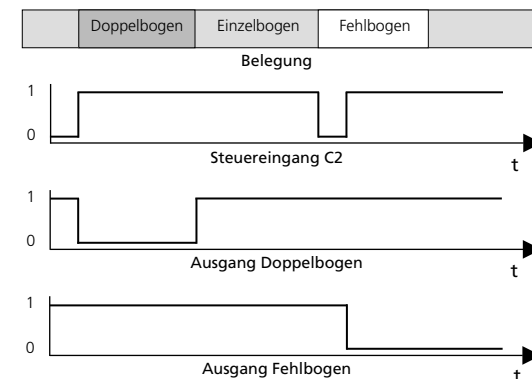 Doppelbogen Einzelbogen Fehlbogen
Belegung
1
0
Steuereingang C2
t
1
0
Ausgang Doppelbogen
t
1
0
Ausgang Fehlbogen
t